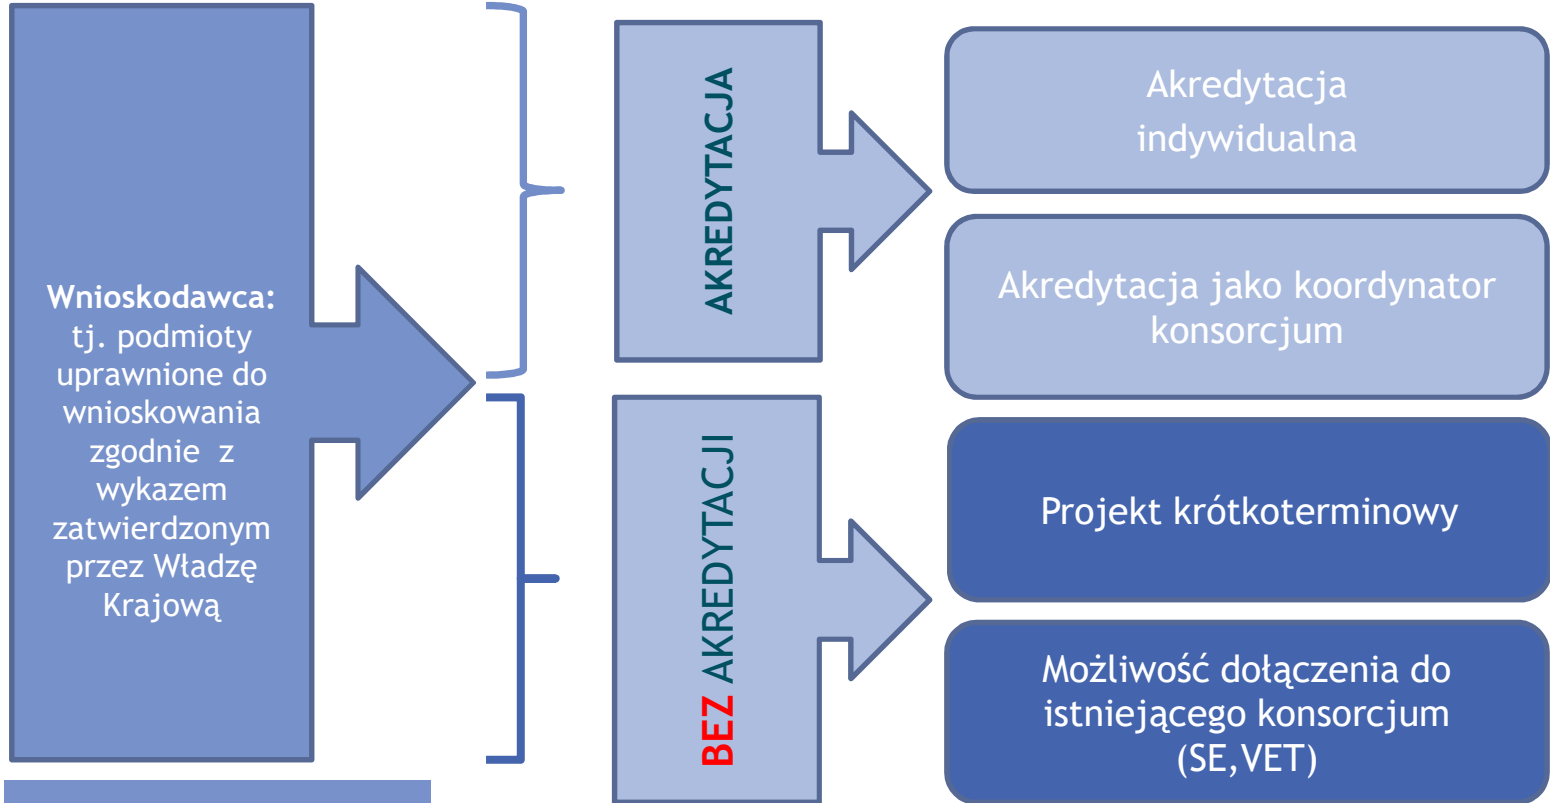 Wnioskodawca:
tj. podmioty
uprawnione do
wnioskowania
zgodnie z
wykazem
zatwierdzonym
przez Władzę
Krajową
AKREDYTACJA
Akredytacja
indywidualna
Akredytacja jako koordynator
konsorcjum
BEZ AKREDYTACJI
Projekt krótkoterminowy
Możliwość dołączenia do
istniejącego konsorcjum
(SE,VET)